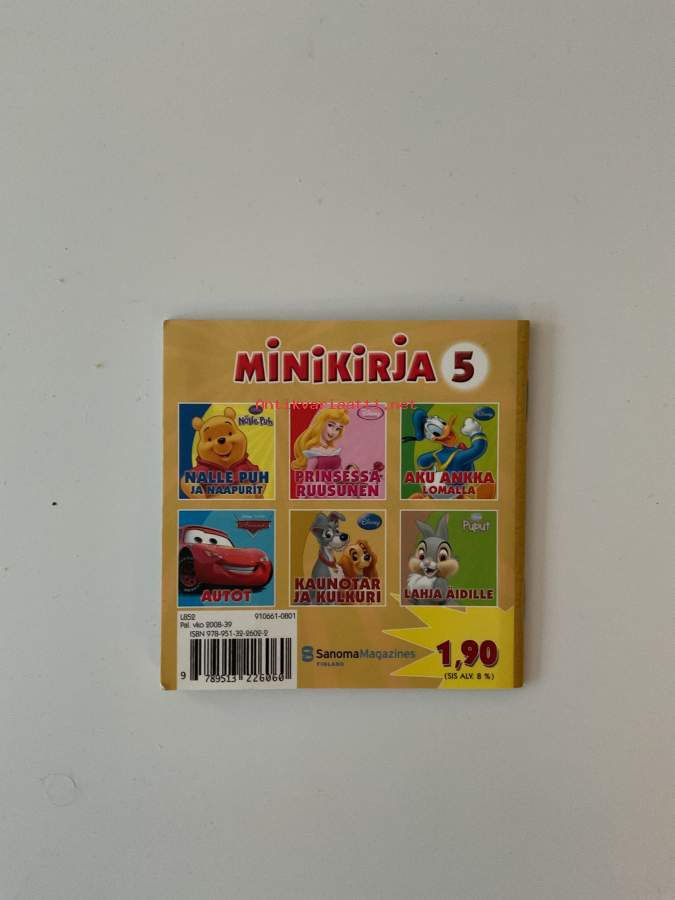 MINIKIRJA 5
Antikvariaatti.net
Nalle Puh
NALLE PUH
JA NAAPURIT
Disney
PRINSESSA
RUUSUNEN
Disney
AKU ANKKA
LOMALLA
AUTOT
Disney
KAUNOTAR
JA KULKURI
Puput
LAHJA ÄIDILLE
L852 910661-0801
Pal. vko 2008-39
ISBN 978-951-32-2602-2
9 789513 226060
SanomaMagazines
FINLAND
1,90
(SIS ALV. 8 %)